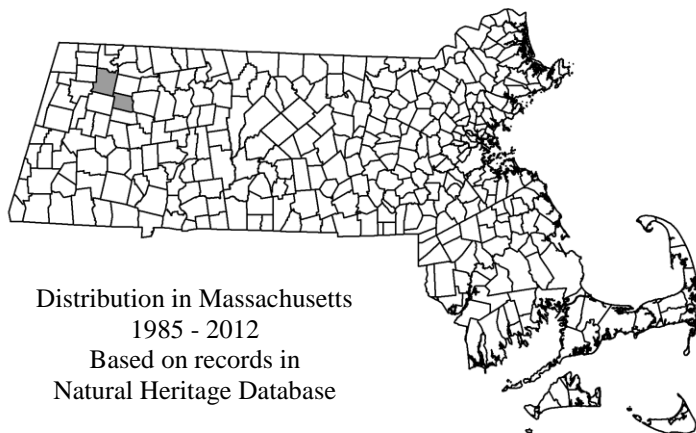 Distribution in Massachusetts
1985 - 2012
Based on records in
Natural Heritage Database